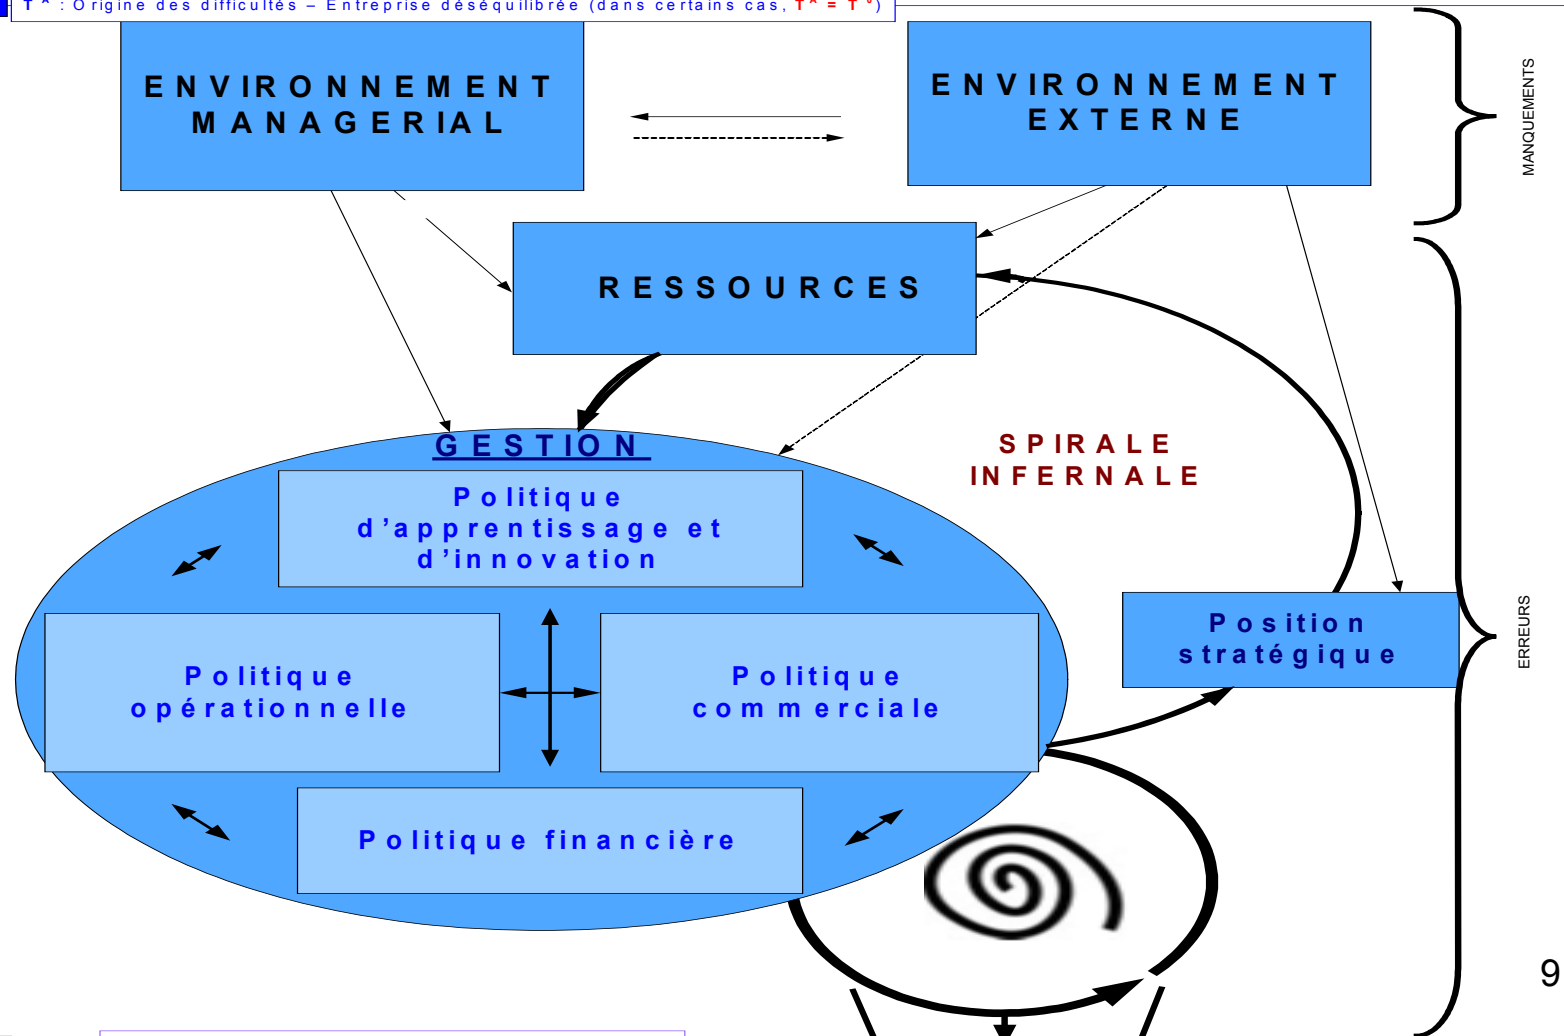 : Origine des difficultés – Entreprise déséquilibrée (dans certains cas,
ENVIRONNEMENT
MANAGERIAL
ENVIRONNEMENT
EXTERNE
MANQUEMENTS
RESSOURCES
GESTION
SPIRALE
INFERNALE
Politique
d’apprentissage et
d’innovation
Position
stratégique
ERREURS
Politique
opérationnelle
Politique
commerciale
Politique financière
9